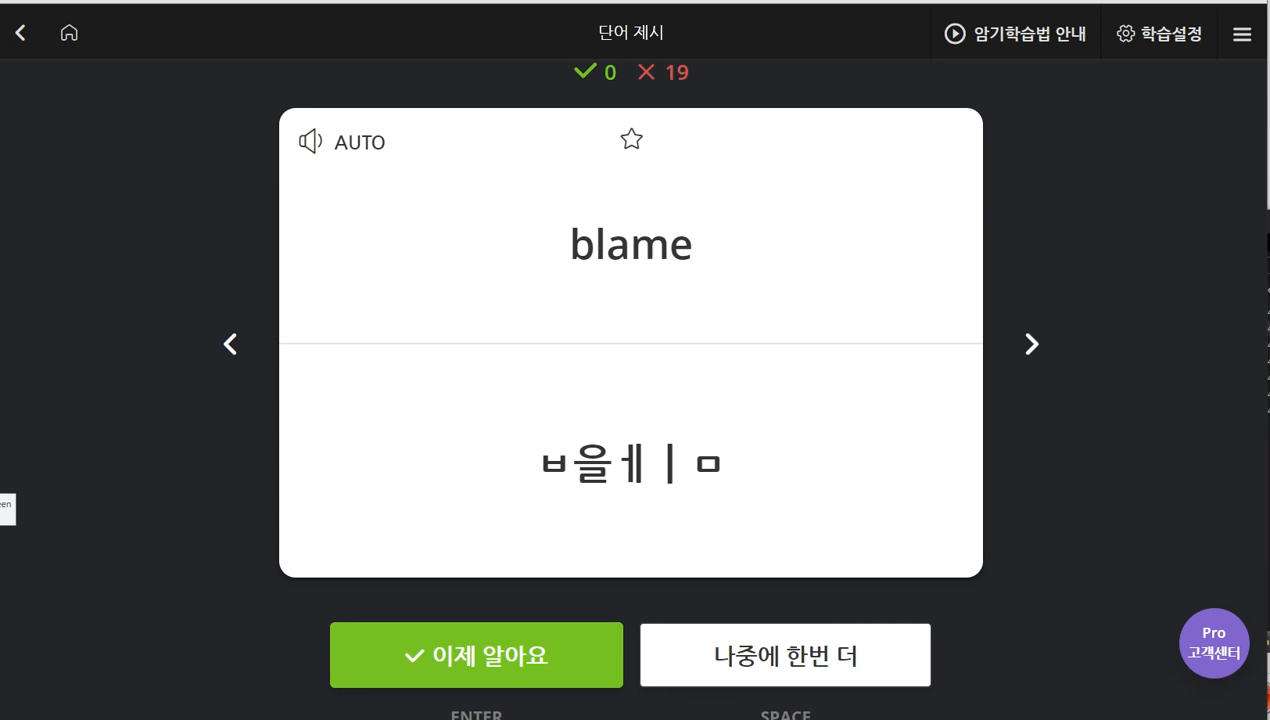 단어 제시
암기학습법 안내
학습설정
0
19
AUTO
blame
ㅂ을ㅔㅣㅁ
이제 알아요
나중에 한번 더
ENTER
SPACE
Pro
고객센터
een